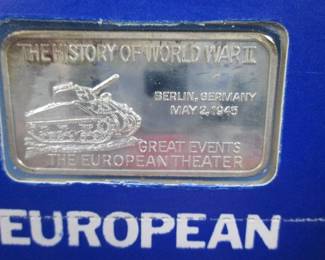 THE HISTORY OF WORLD WAR II
BERLIN, GERMANY
MAY 2, 1945
GREAT EVENTS
THE EUROPEAN THEATER
EUROPEAN